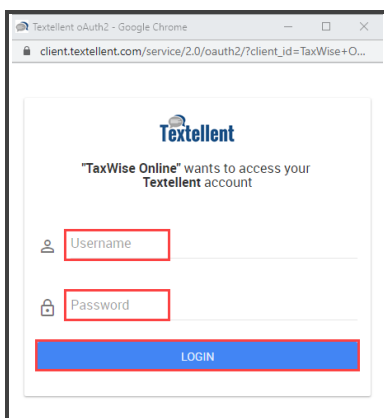 Textellent oAuth2 - Google Chrome
client.textellent.com/service/2.0/oauth2/?client_id=TaxWise+O...
Textellent
"TaxWise Online" wants to access your
Textellent account
Username
Password
LOGIN